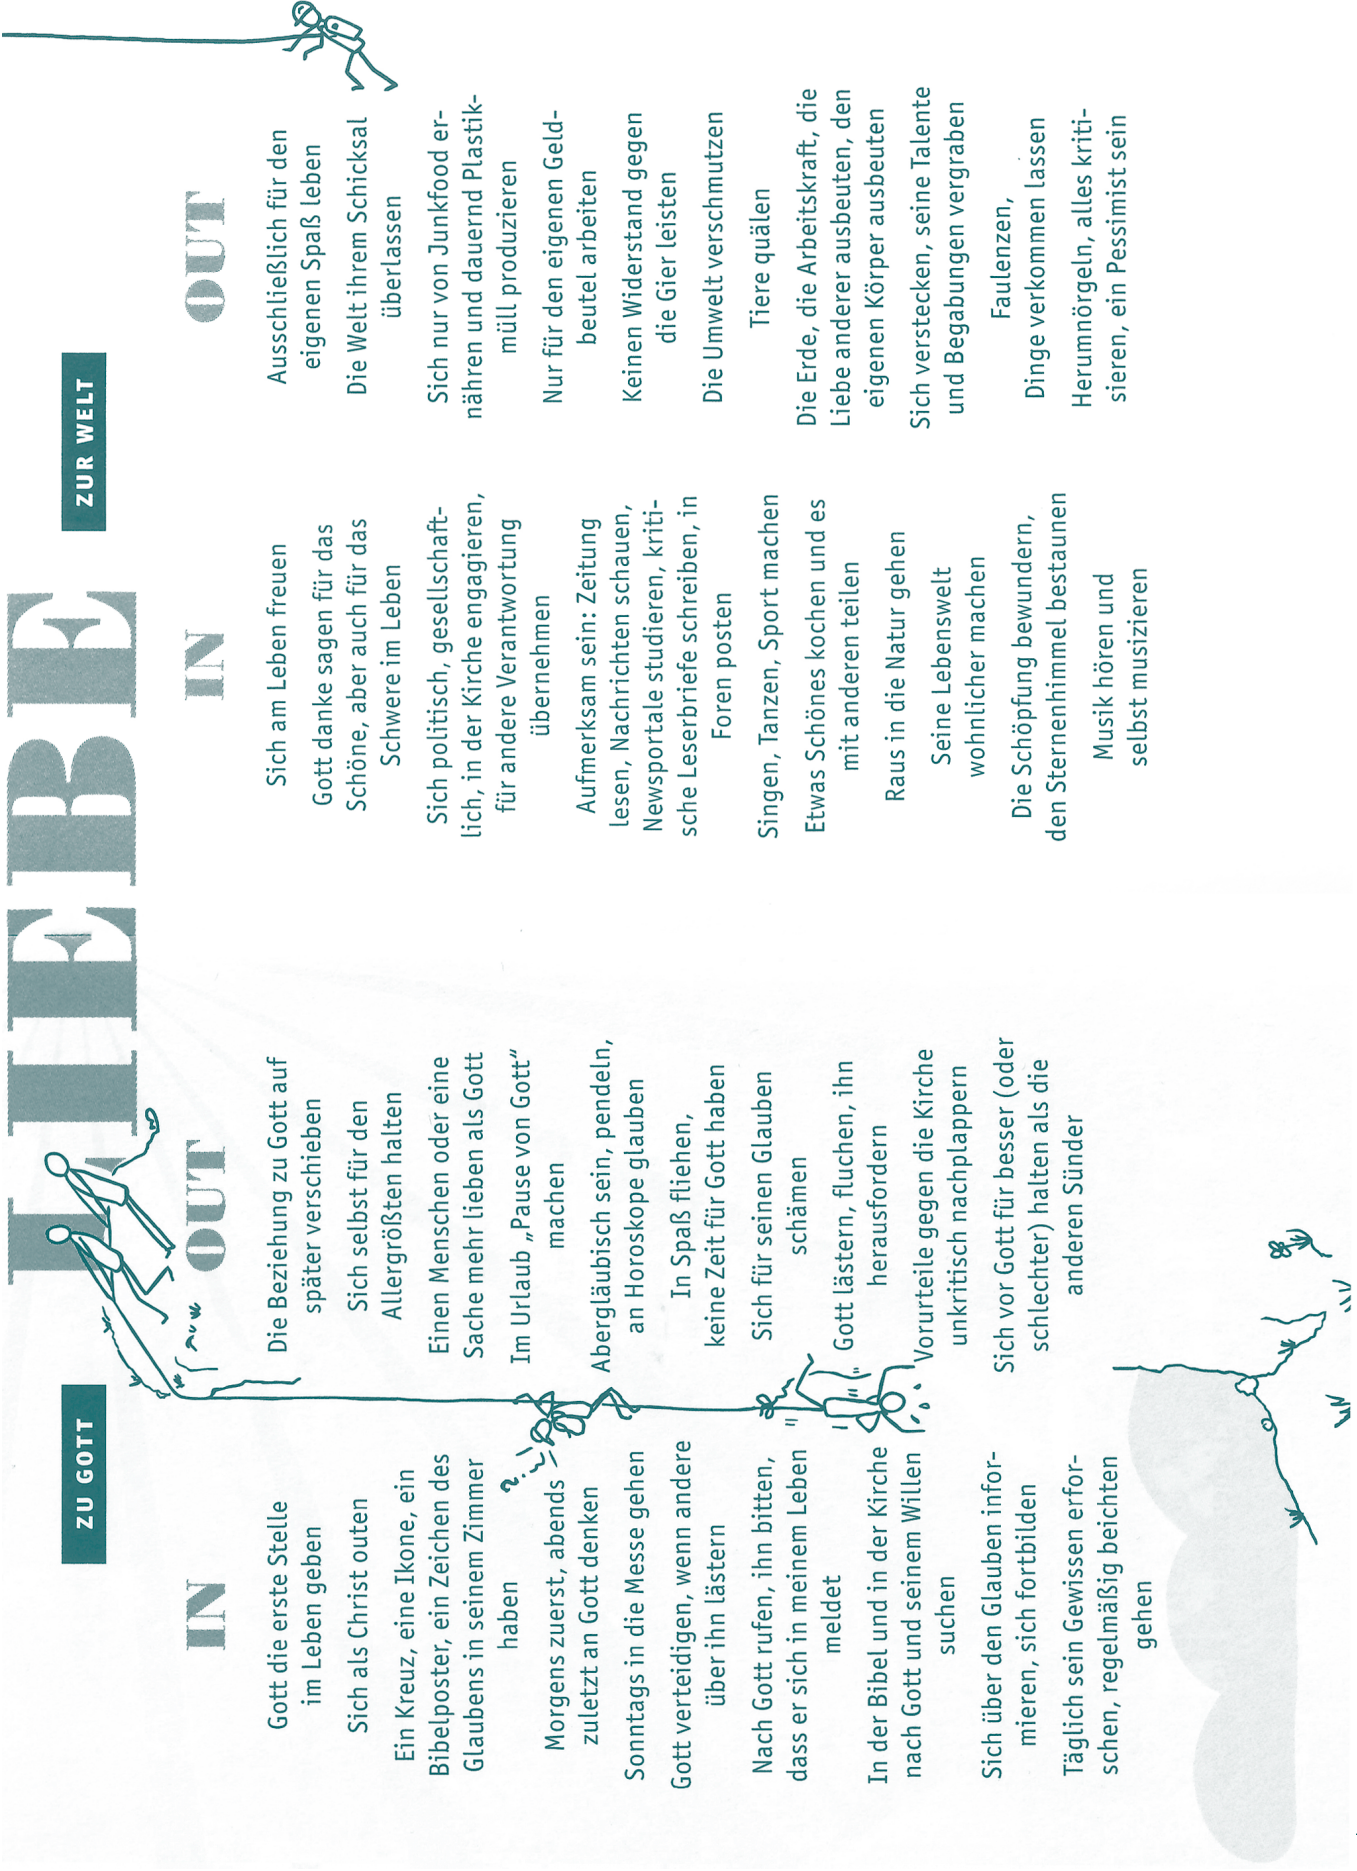 LIEBE
ZU GOTT
IN
Gott die erste Stelle
im Leben geben
Sich als Christ outen
Ein Kreuz, eine Ikone, ein
Bibelposter, ein Zeichen des
Glaubens in seinem Zimmer
haben
Morgens zuerst, abends
zuletzt an Gott denken
Sonntags in die Messe gehen
Gott verteidigen, wenn andere
über ihn lästern
Nach Gott rufen, ihn bitten,
dass er sich in meinem Leben
meldet
In der Bibel und in der Kirche
nach Gott und seinem Willen
suchen
Sich über den Glauben infor-
mieren, sich fortbilden
Täglich sein Gewissen erfor-
schen, regelmäßig beichten
gehen
?
OUT
Die Beziehung zu Gott auf
später verschieben
Sich selbst für den
Allergrößten halten
Einen Menschen oder eine
Sache mehr lieben als Gott
Im Urlaub „Pause von Gott“
machen
Abergläubisch sein, pendeln,
an Horoskope glauben
In Spaß fliehen,
keine Zeit für Gott haben
Sich für seinen Glauben
schämen
Gott lästern, fluchen, ihn
herausfordern
Vorurteile gegen die Kirche
unkritisch nachplappern
Sich vor Gott für besser (oder
schlechter) halten als die
anderen Sünder
ZUR WELT
IN
Sich am Leben freuen
Gott danke sagen für das
Schöne, aber auch für das
Schwere im Leben
Sich politisch, gesellschaft-
lich, in der Kirche engagieren,
für andere Verantwortung
übernehmen
Aufmerksam sein: Zeitung
lesen, Nachrichten schauen,
Newsportale studieren, kriti-
sche Leserbriefe schreiben, in
Foren posten
Singen, Tanzen, Sport machen
Etwas Schönes kochen und es
mit anderen teilen
Raus in die Natur gehen
Seine Lebenswelt
wohnlicher machen
Die Schöpfung bewundern,
den Sternenhimmel bestaunen
Musik hören und
selbst musizieren
OUT
Ausschließlich für den
eigenen Spaß leben
Die Welt ihrem Schicksal
überlassen
Sich nur von Junkfood er-
nähren und dauernd Plastik-
müll produzieren
Nur für den eigenen Geld-
beutel arbeiten
Keinen Widerstand gegen
die Gier leisten
Die Umwelt verschmutzen
Tiere quälen
Die Erde, die Arbeitskraft, die
Liebe anderer ausbeuten, den
eigenen Körper ausbeuten
Sich verstecken, seine Talente
und Begabungen vergraben
Faulenzen,
Dinge verkommen lassen
Herumnörgeln, alles kriti-
sieren, ein Pessimist sein